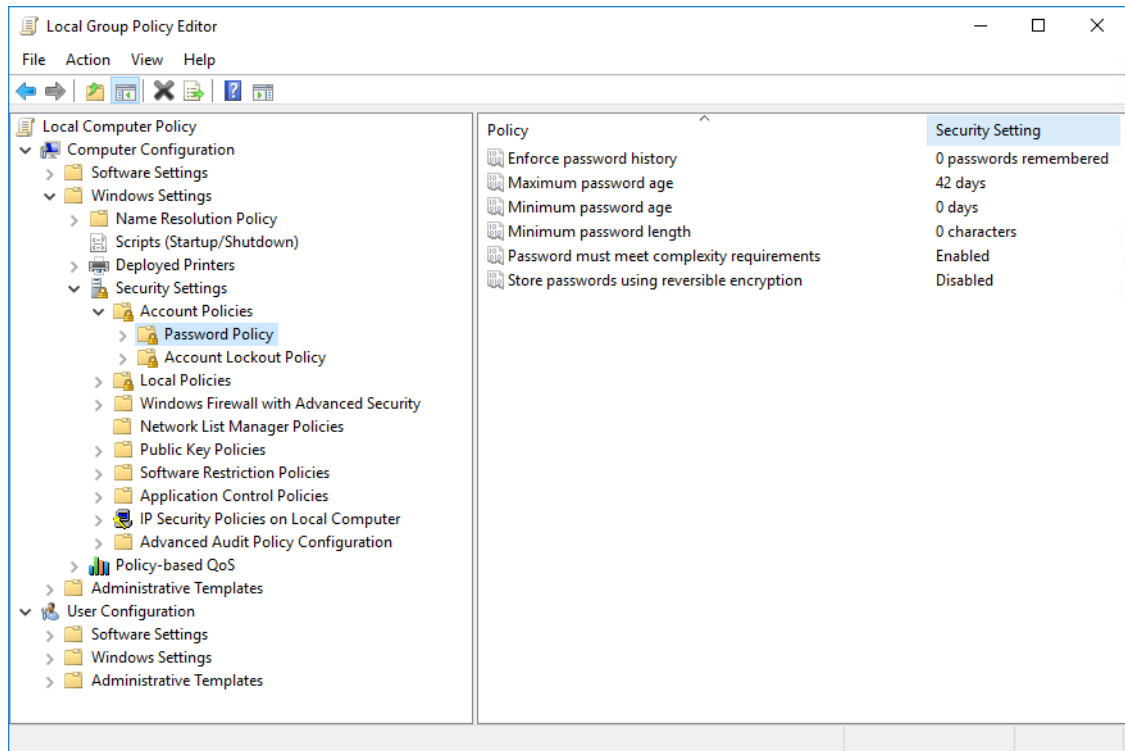 Local Group Policy Editor
File Action View Help
Local Computer Policy
Computer Configuration
Software Settings
Windows Settings
Name Resolution Policy
Scripts (Startup/Shutdown)
Deployed Printers
Security Settings
Account Policies
Password Policy
Account Lockout Policy
Local Policies
Windows Firewall with Advanced Security
Network List Manager Policies
Public Key Policies
Software Restriction Policies
Application Control Policies
IP Security Policies on Local Computer
Advanced Audit Policy Configuration
Policy-based QoS
Administrative Templates
User Configuration
Software Settings
Windows Settings
Administrative Templates
Policy Security Setting
Enforce password history 0 passwords remembered
Maximum password age 42 days
Minimum password age 0 days
Minimum password length 0 characters
Password must meet complexity requirements Enabled
Store passwords using reversible encryption Disabled